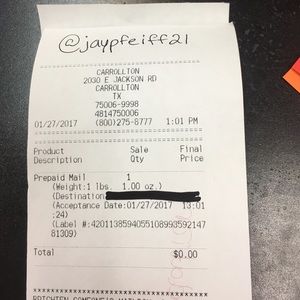 @jaypfeiff21
CARROLLTON
2030 E JACKSON RD
CARROLLTON
TX
75006-9998
4814750006
01/27/2017 (800)275-8777 1:01 PM
Product Sale Final
Description Qty Price
Prepaid Mail 1
(Weight:1 lbs. 1.00 oz.)
(Destination
(Acceptance Date:01/27/2017 13:01
:24)
(Label #:4201138594055108993592147
81309)
Total $0.00